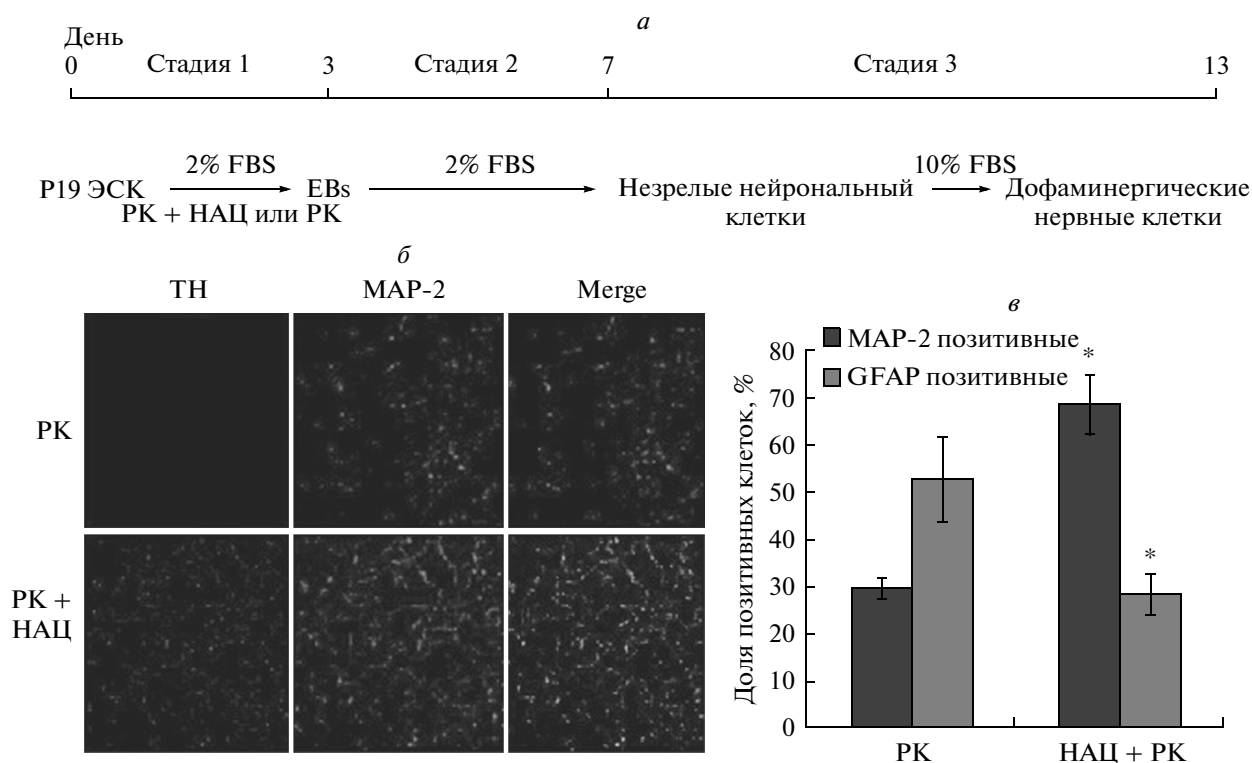 а
День
0 Стадия 1 3 Стадия 2 7 Стадия 3 13
2% FBS 2% FBS 10% FBS
P19 ЭСК EBs Незрелые нейрональный Дофаминергические
РК + НАЦ или РК клетки нервные клетки
б
TH MAP-2 Merge
РК
РК +
НАЦ
в
MAP-2 позитивные
GFAP позитивные
Доля позитивных клеток, %
80
70
60
50
40
30
20
10
0
* *
РК НАЦ + РК